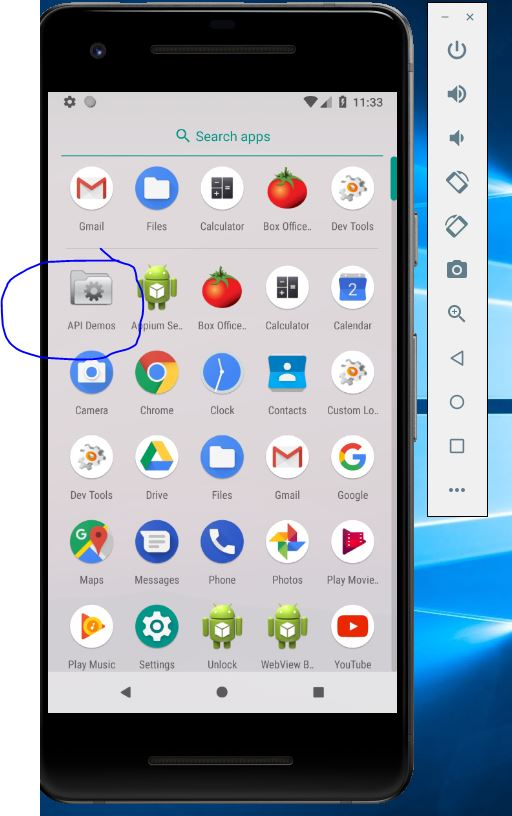 11:33
Search apps
Gmail Files Calculator Box Office.. Dev Tools
2
API Demos Appium Se.. Box Office.. Calculator Calendar
Camera Chrome Clock Contacts Custom Lo..
Dev Tools Drive Files Gmail Google
G
Maps Messages Phone Photos Play Movie..
Play Music Settings Unlock WebView B.. YouTube